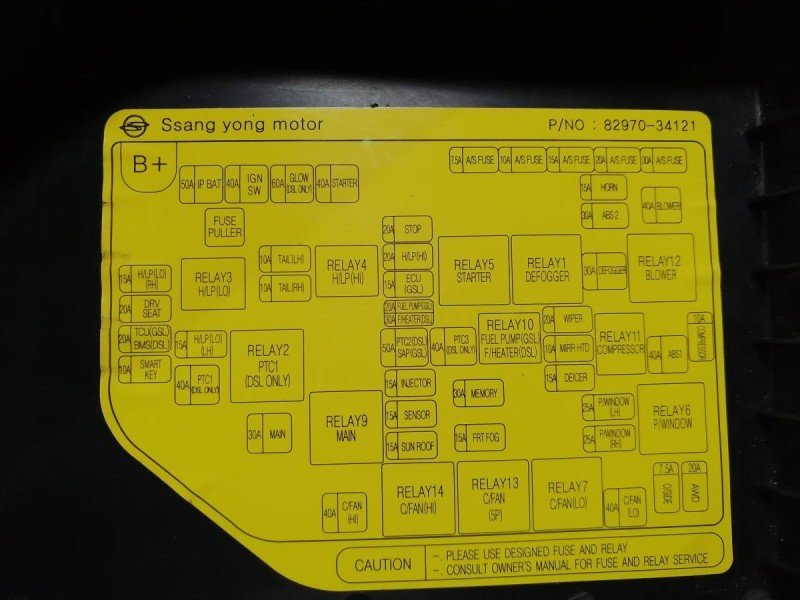 Ssang yong motor
P/NO : 82970-34121
B+
50A IP BAT
40A IGN SW
60A GLOW (DSL ONLY)
40A STARTER
7.5A A/S FUSE
10A A/S FUSE
15A A/S FUSE
20A A/S FUSE
30A A/S FUSE
15A HORN
30A ABS 2
40A BLOWER
FUSE PULLER
20A STOP
20A H/LP(HI)
15A ECU (GSL)
20A FUEL PUMP(GSL)
30A F/HEATER(DSL)
10A TAIL(LH)
10A TAIL(RH)
RELAY4 H/LP(HI)
RELAY5 STARTER
RELAY1 DEFOGGER
30A DEFOGGER
RELAY12 BLOWER
15A H/LP(LO) (RH)
RELAY3 H/LP(LO)
20A DRV SEAT
20A TCU(GSL) BMS(DSL)
10A SMART KEY
15A H/LP(LO) (LH)
40A PTC1 (DSL ONLY)
RELAY2 PTC1 (DSL ONLY)
50A PTC2(DSL) SAP(GSL)
40A PTC3 (DSL ONLY)
RELAY10 FUEL PUMP(GSL) F/HEATER(DSL)
20A WIPER
10A MIRR HTD
15A DEICER
RELAY11 COMPRESSOR
40A ABS1
10A COMPRESSOR
15A INJECTOR
15A SENSOR
15A SUN ROOF
30A MEMORY
15A FRT FOG
25A P/WINDOW (LH)
25A P/WINDOW (RH)
RELAY6 P/WINDOW
30A MAIN
RELAY9 MAIN
40A C/FAN (HI)
RELAY14 C/FAN(HI)
RELAY13 C/FAN (5P)
RELAY7 C/FAN(LO)
40A C/FAN (LO)
7.5A O/SIDE
20A AWD
CAUTION
-. PLEASE USE DESIGNED FUSE AND RELAY
-. CONSULT OWNER'S MANUAL FOR FUSE AND RELAY SERVICE